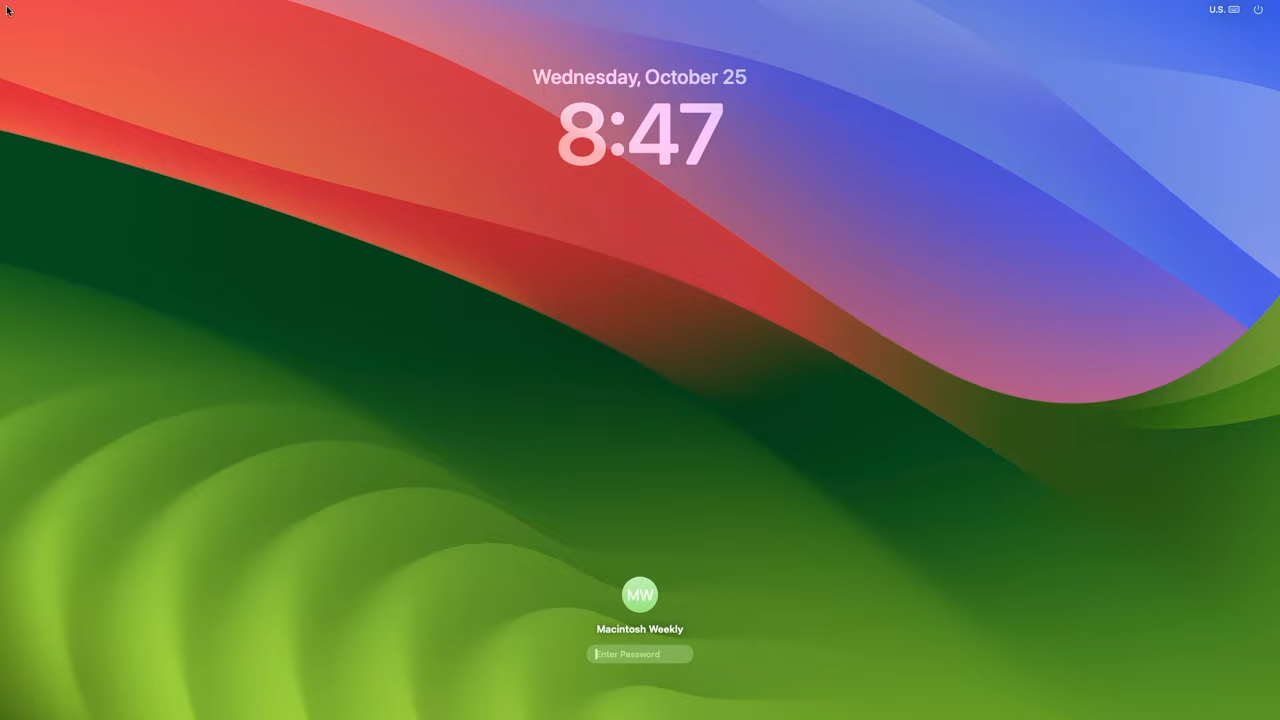 U.S.
Wednesday, October 25
8:47
MW
Macintosh Weekly
Enter Password